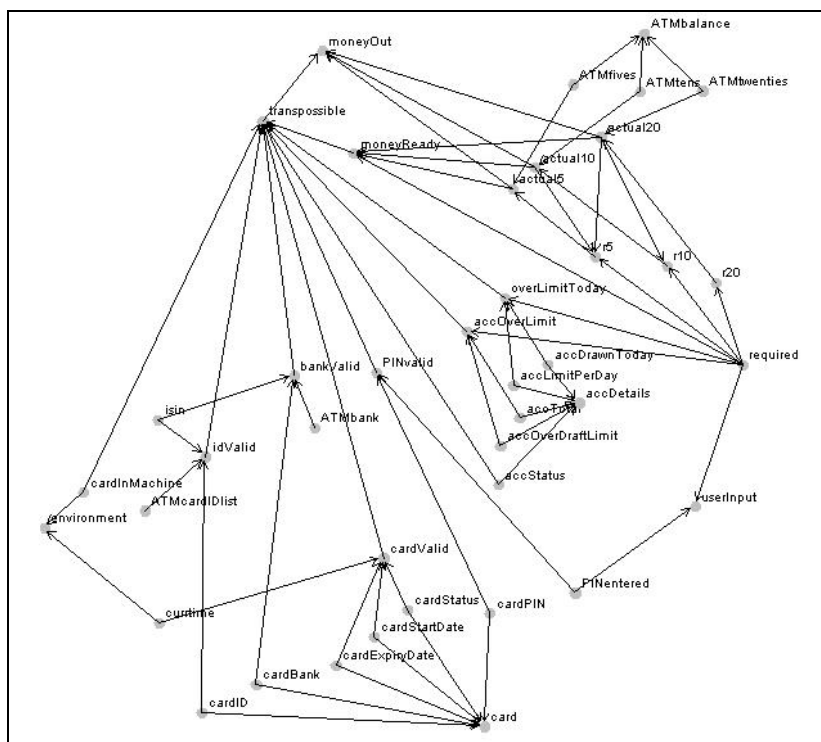 ATMbalance
moneyOut
ATMfives
ATMtens
ATMtwenties
transpossible
actual20
moneyReady
actual10
actual5
r5
r10
r20
overLimitToday
accOverLimit
accDrawnToday
required
bankValid
PINvalid
accLimitPerDay
accDetails
isin
accTotal
ATMbank
accOverDraftLimit
idValid
cardInMachine
accStatus
ATMcardIDlist
userInput
environment
cardValid
PINentered
currtime
cardStatus
cardPIN
cardStartDate
cardExpiryDate
cardBank
cardID
card